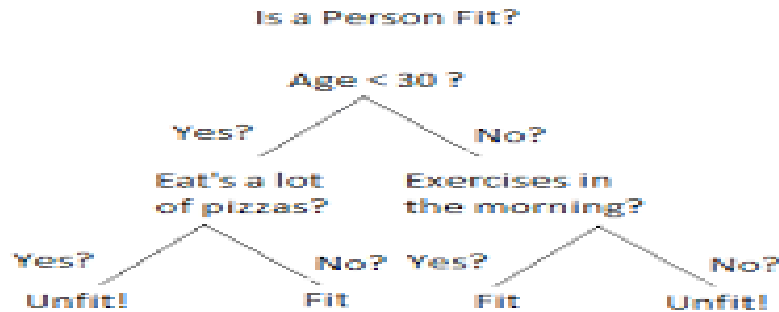 Is a Person Fit?
Age < 30 ?
Yes?
No?
Eat's a lot
of pizzas?
Exercises in
the morning?
Yes?
No?
Yes?
No?
Unfit!
Fit
Fit
Unfit!